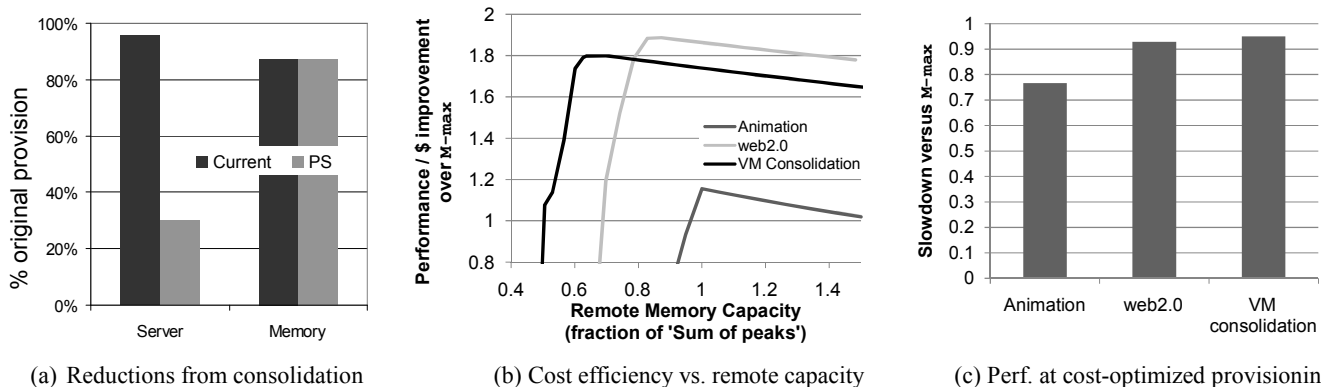 100%
80%
60%
40%
20%
0%
% original provision
Current PS
Server Memory
(a) Reductions from consolidation
2
1.8
1.6
1.4
1.2
1
0.8
Performance / $ improvement
over M-max
Animation
web2.0
VM Consolidation
0.4 0.6 0.8 1 1.2 1.4
Remote Memory Capacity
(fraction of 'Sum of peaks')
(b) Cost efficiency vs. remote capacity
1
0.9
0.8
0.7
0.6
0.5
0.4
0.3
0.2
0.1
0
Slowdown versus M-max
Animation web2.0 VM
consolidation
(c) Perf. at cost-optimized provisionin